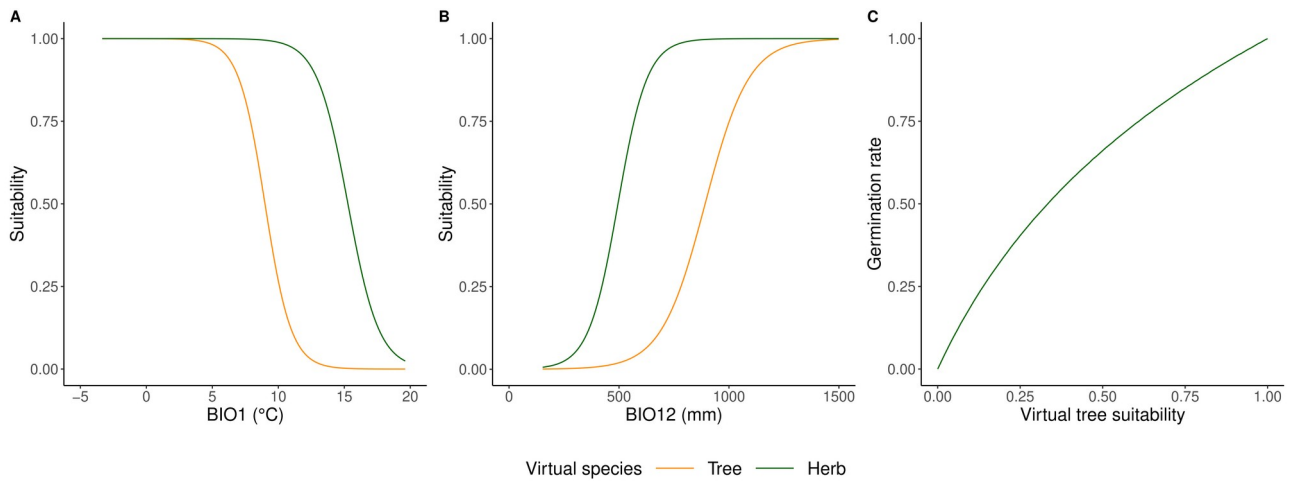 A
Suitability
1.00
0.75
0.50
0.25
0.00
−5 0 5 10 15 20
BIO1 (°C)
B
Suitability
1.00
0.75
0.50
0.25
0.00
0 500 1000 1500
BIO12 (mm)
C
Germination rate
1.00
0.75
0.50
0.25
0.00
0.00 0.25 0.50 0.75 1.00
Virtual tree suitability
Virtual species Tree Herb